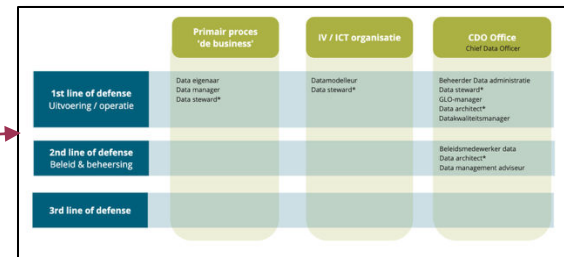 Primair proces
'de business'
IV / ICT organisatie
CDO Office
Chief Data Officer
1st line of defense
Uitvoering / operatie
Data eigenaar
Data manager
Data steward*
Datamodelleur
Data steward*
Beheerder Data administratie
Data steward*
GLO-manager
Data architect*
Datakwaliteitsmanager
2nd line of defense
Beleid & beheersing
Beleidsmedewerker data
Data architect*
Data management adviseur
3rd line of defense